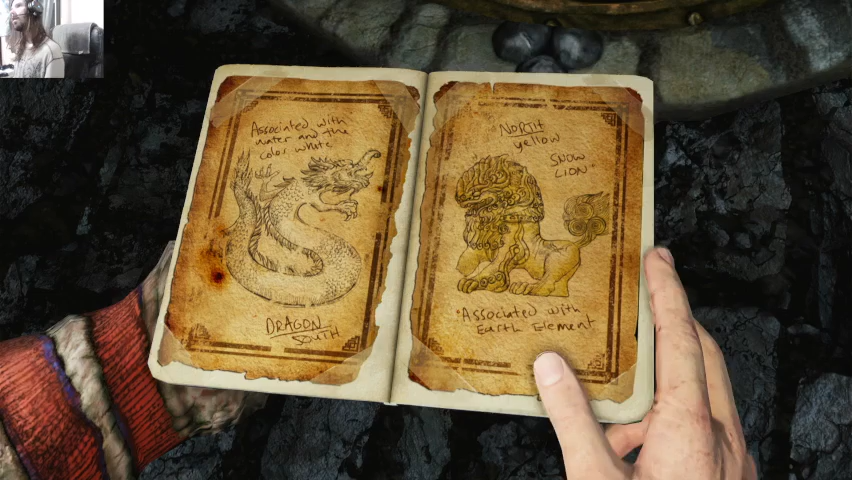 Associated with
water and the
color white
DRAGON
SOUTH
NORTH
yellow
SNOW
LION
*Associated with
Earth Element